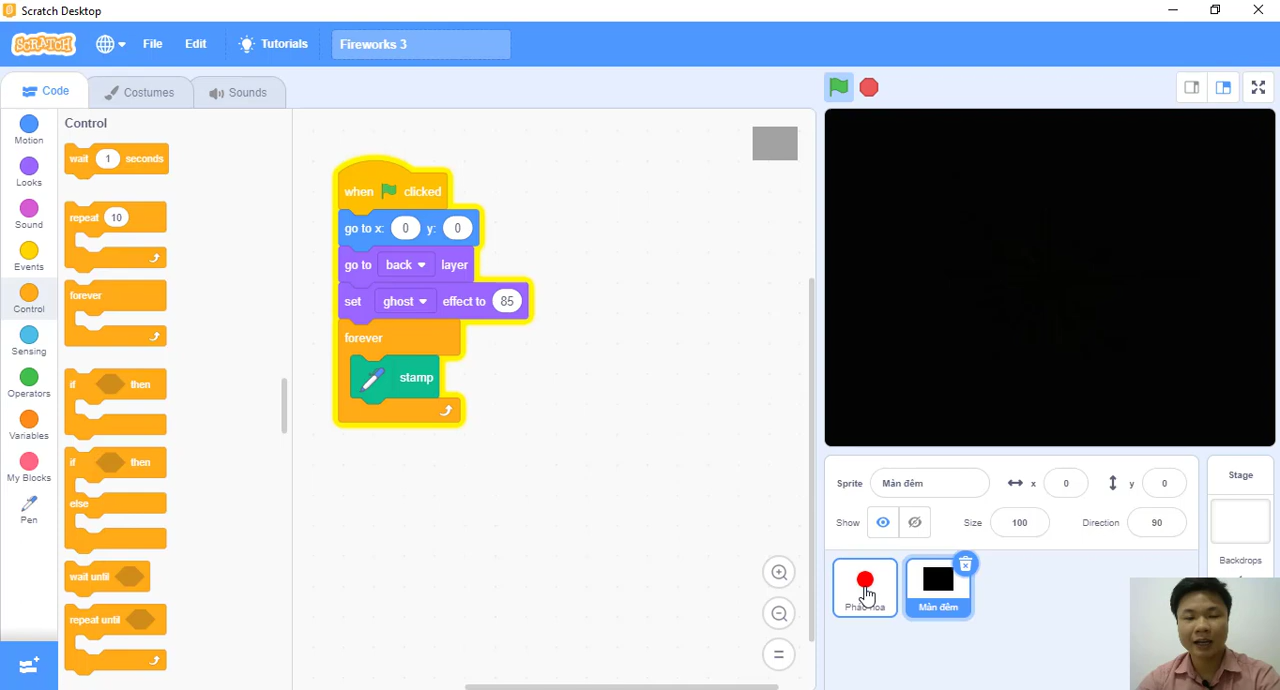 Scratch Desktop
SCRATCH File Edit Tutorials Fireworks 3
Code Costumes Sounds
Motion
Looks
Sound
Events
Control
Sensing
Operators
Variables
My Blocks
Pen
Control
wait 1 seconds
repeat 10
forever
if then
if then
else
wait until
repeat until
when clicked
go to x: 0 y: 0
go to back layer
set ghost effect to 85
forever
stamp
Sprite Màn đêm x 0 y 0
Show Size 100 Direction 90
Pháo hoa
Màn đêm
Stage
Backdrops